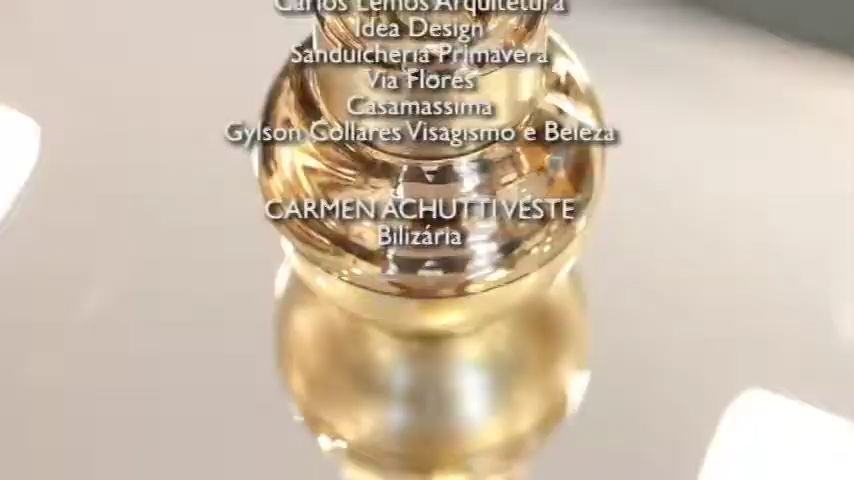 Carlos Lemos Arquitetura
Idea Design
Sanduicheria Primavera
Via Flores
Casamassima
Gylson Collares Visagismo e Beleza
CARMEN ACHUTTI VESTE
Bilizária